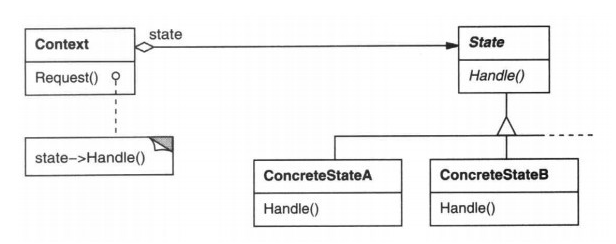 Context
state
State
Request()
Handle()
state->Handle()
ConcreteStateA
ConcreteStateB
Handle()
Handle()